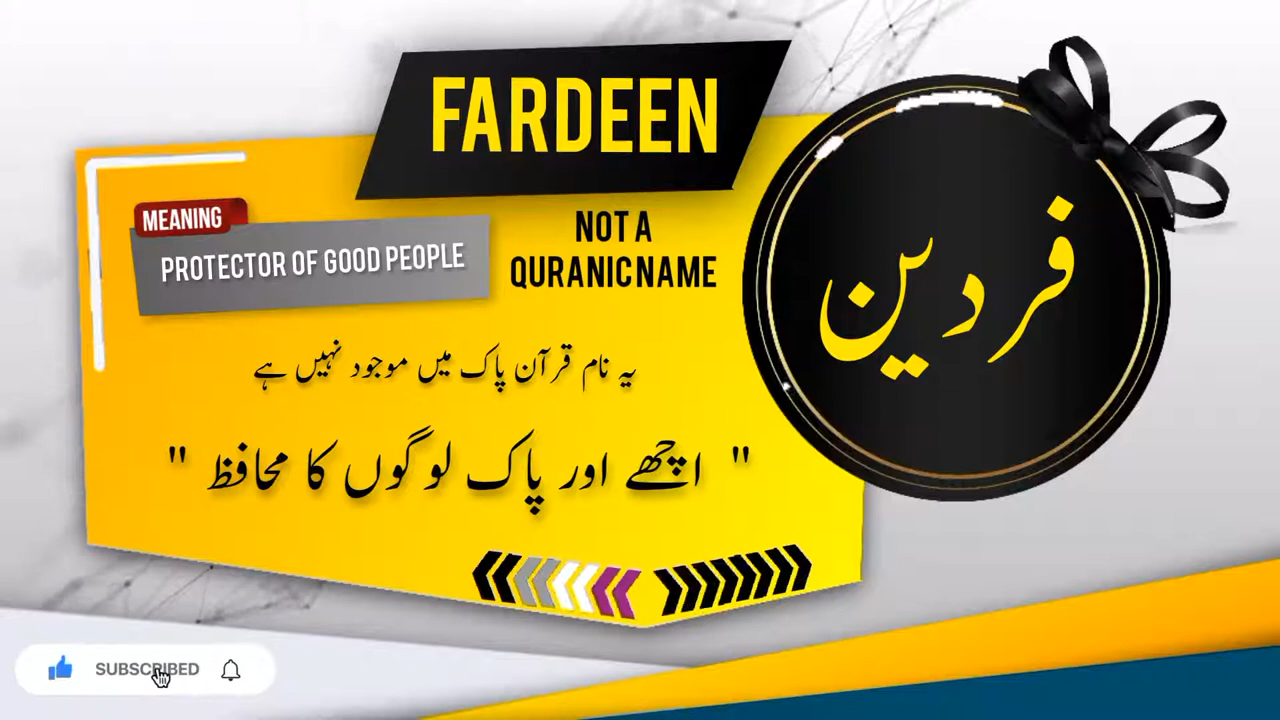 FARDEEN
MEANING
PROTECTOR OF GOOD PEOPLE
NOT A
QURANIC NAME
فردین
یہ نام قرآن پاک میں موجود نہیں ہے
" اچھے اور پاک لوگوں کا محافظ "
SUBSCRIBED